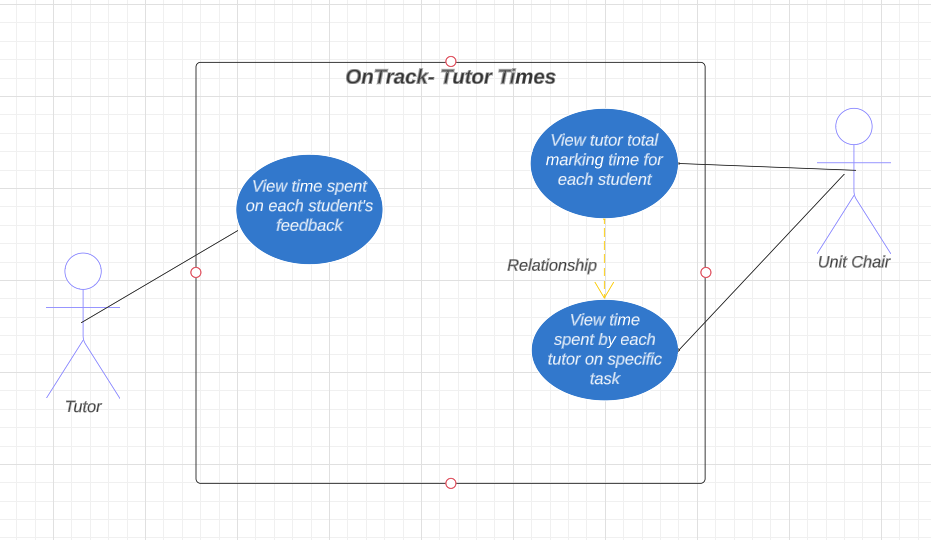 OnTrack- Tutor Times
View time spent
on each student's
feedback
View tutor total
marking time for
each student
Relationship
View time
spent by each
tutor on specific
task
Tutor
Unit Chair